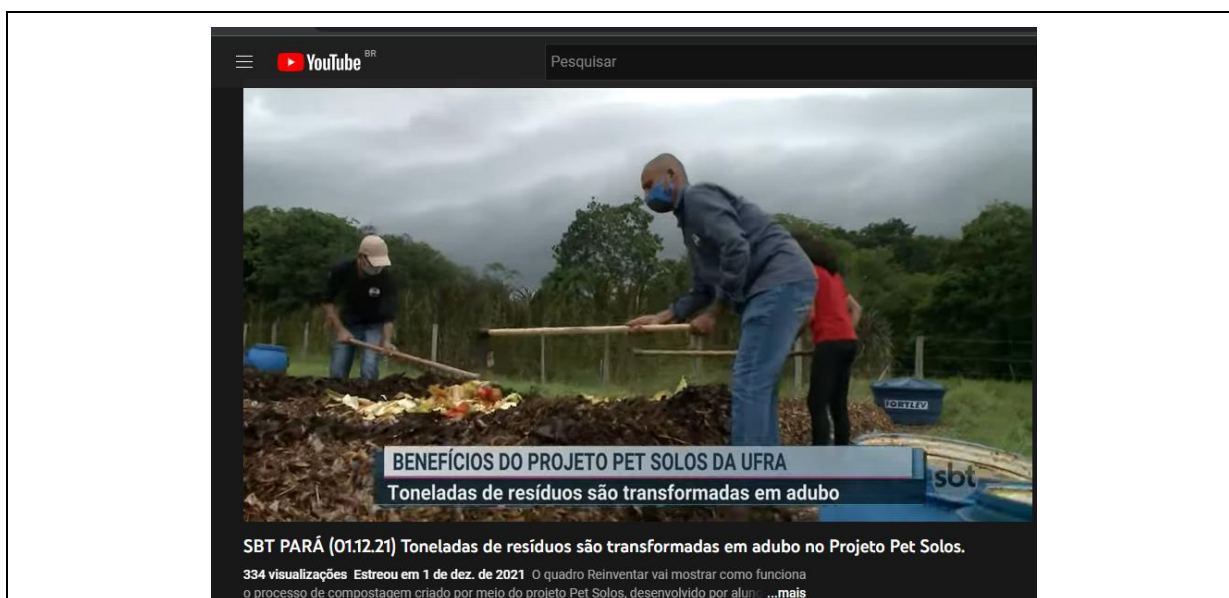 YouTube BR
Pesquisar
FORTLEV
BENEFÍCIOS DO PROJETO PET SOLOS DA UFRA
Toneladas de resíduos são transformadas em adubo
sbt
SBT PARÁ (01.12.21) Toneladas de resíduos são transformadas em adubo no Projeto Pet Solos.
334 visualizações Estreou em 1 de dez. de 2021 O quadro Reinventar vai mostrar como funciona
o processo de compostagem criado por meio do projeto Pet Solos, desenvolvido por alun ...mais